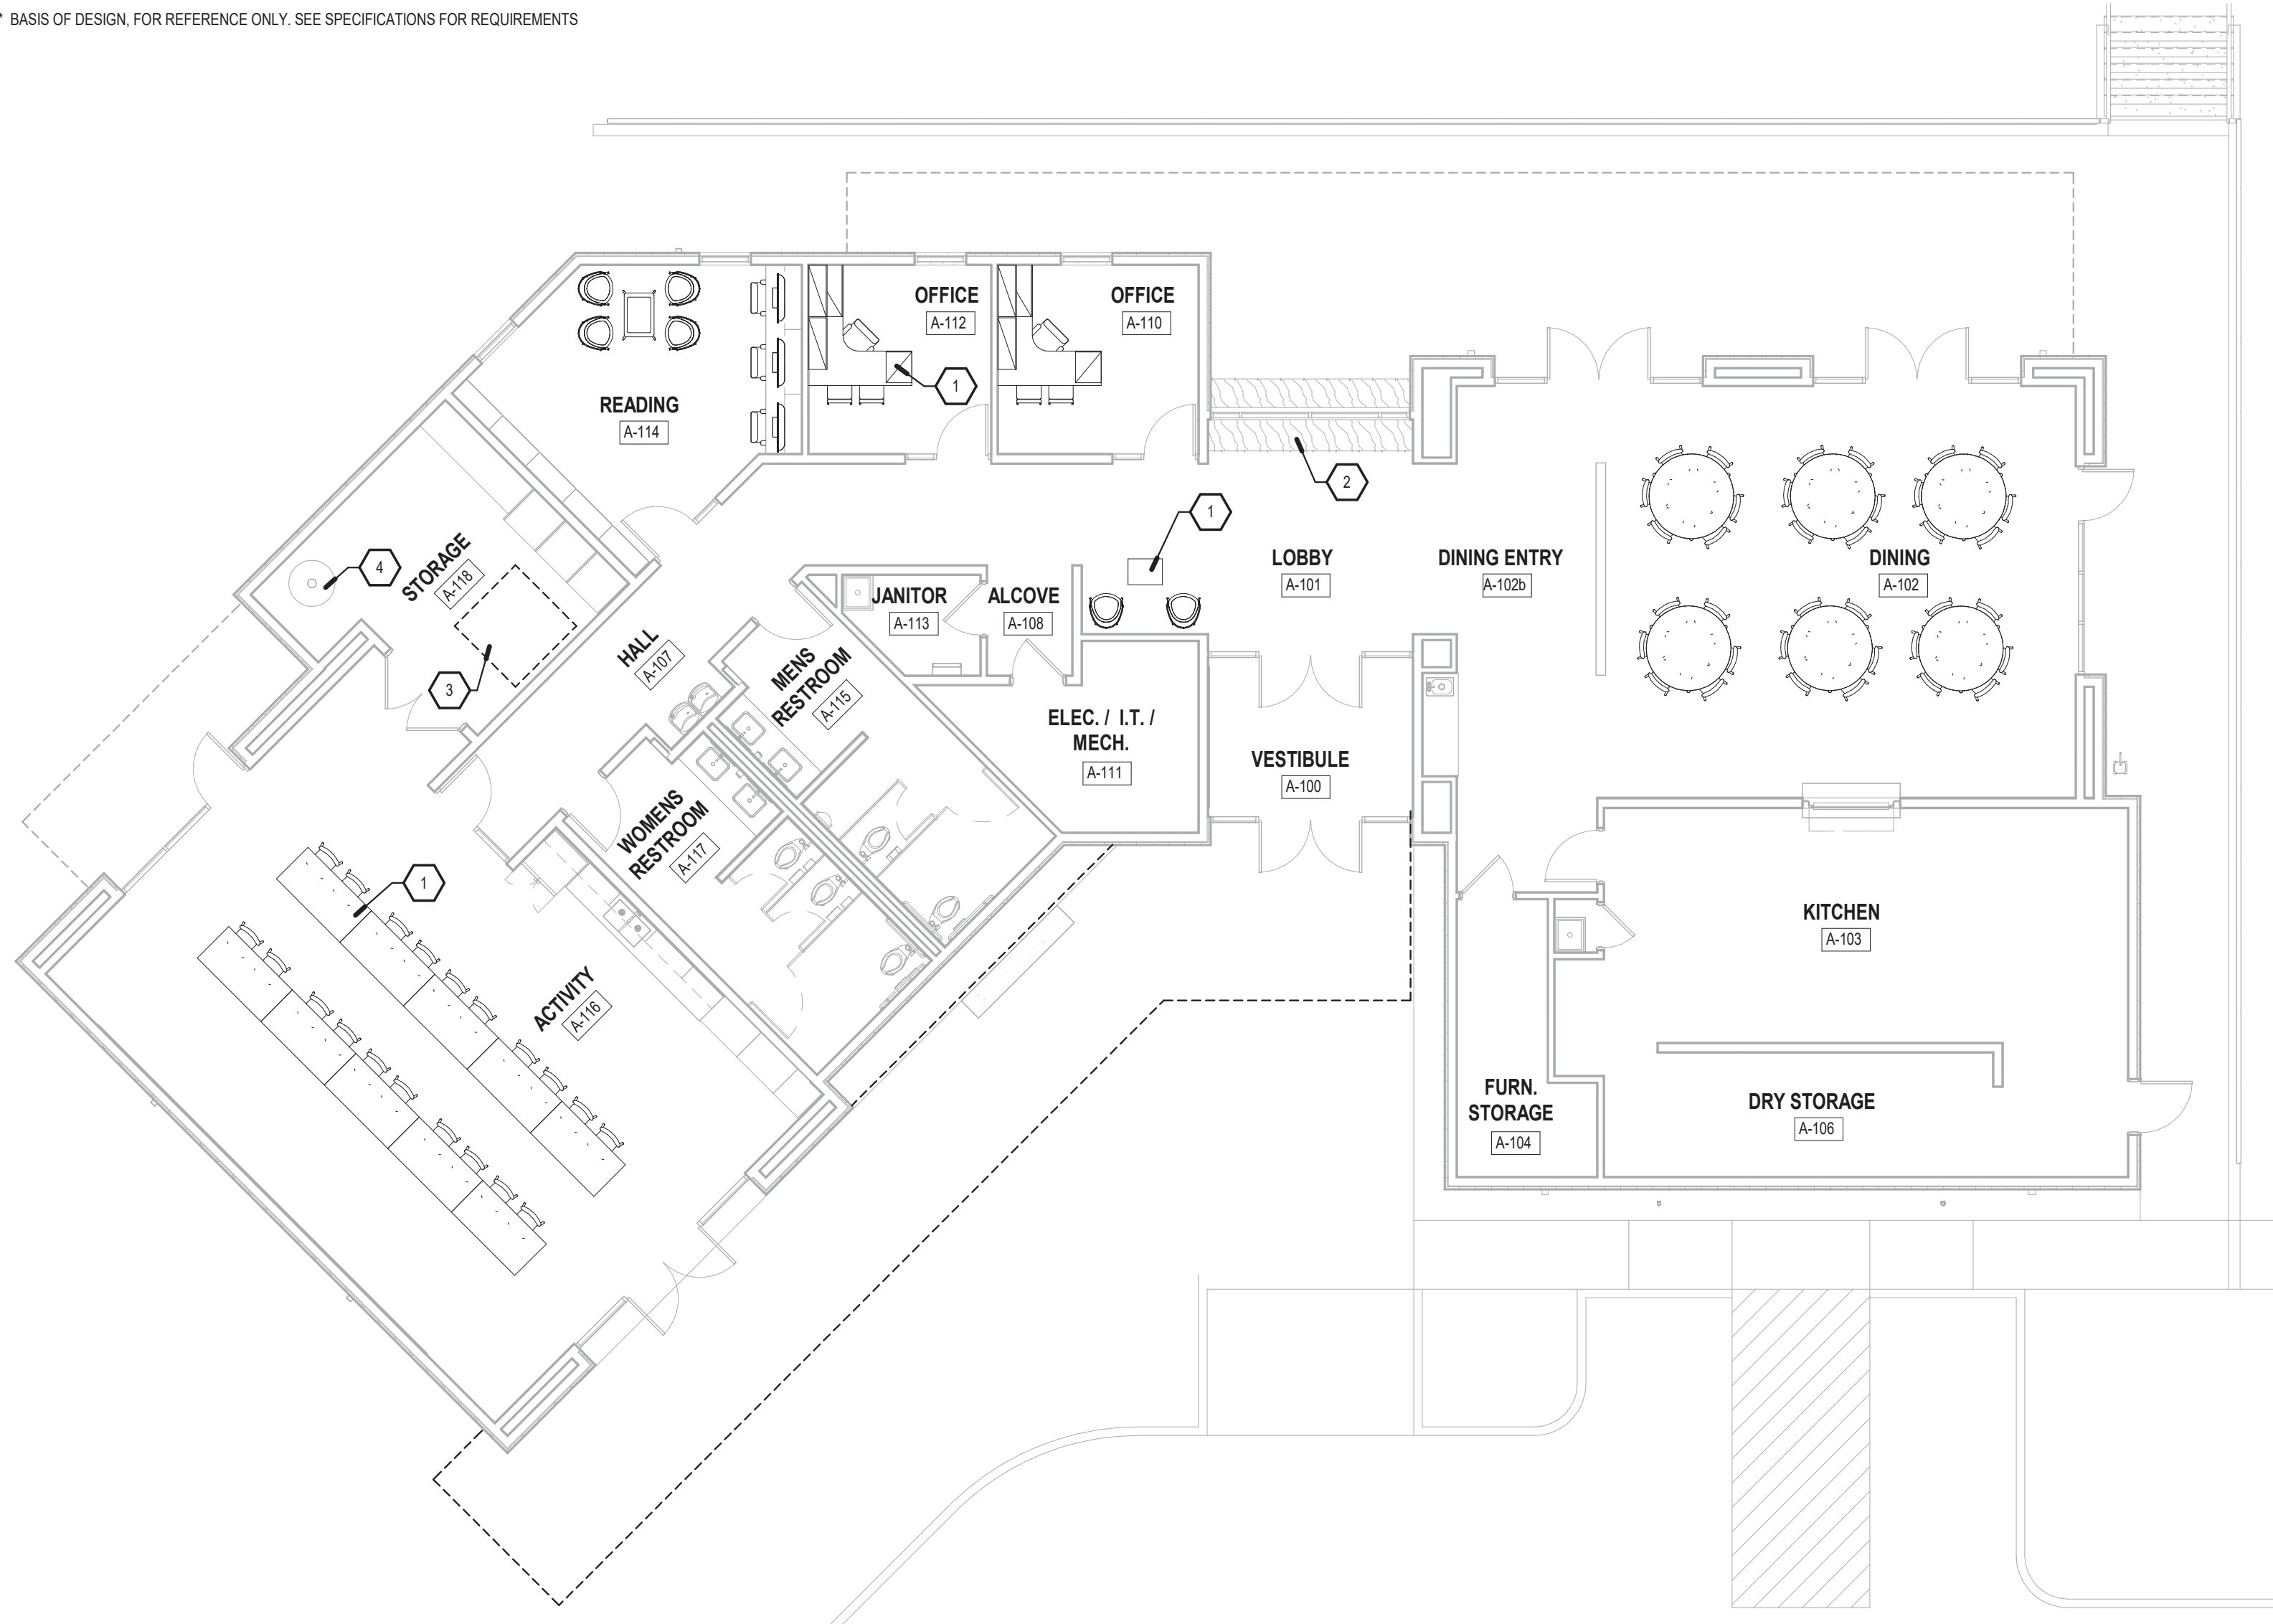 * BASIS OF DESIGN, FOR REFERENCE ONLY. SEE SPECIFICATIONS FOR REQUIREMENTS
OFFICE
A-112
OFFICE
A-110
1
READING
A-114
2
1
4
STORAGE
A-118
LOBBY
A-101
DINING ENTRY
A-102b
DINING
A-102
JANITOR
A-113
ALCOVE
A-108
HALL
A-107
3
MENS
RESTROOM
A-115
ELEC. / I.T. /
MECH.
A-111
VESTIBULE
A-100
WOMENS
RESTROOM
A-117
1
KITCHEN
A-103
ACTIVITY
A-116
FURN.
STORAGE
A-104
DRY STORAGE
A-106